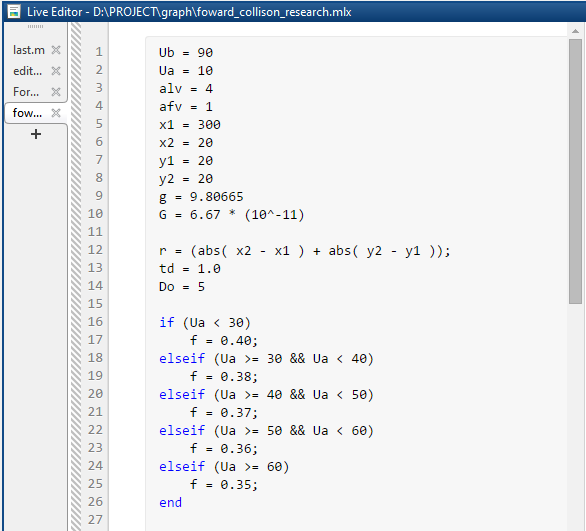 Live Editor - D:\PROJECT\graph\foward_collison_research.mlx
last.m
edit...
For...
fow...
+
1 Ub = 90
2 Ua = 10
3 alv = 4
4 afv = 1
5 x1 = 300
6 x2 = 20
7 y1 = 20
8 y2 = 20
9 g = 9.80665
10 G = 6.67 * (10^-11)
11
12 r = (abs( x2 - x1 ) + abs( y2 - y1 ));
13 td = 1.0
14 Do = 5
15
16 if (Ua < 30)
17     f = 0.40;
18 elseif (Ua >= 30 && Ua < 40)
19     f = 0.38;
20 elseif (Ua >= 40 && Ua < 50)
21     f = 0.37;
22 elseif (Ua >= 50 && Ua < 60)
23     f = 0.36;
24 elseif (Ua >= 60)
25     f = 0.35;
26 end
27